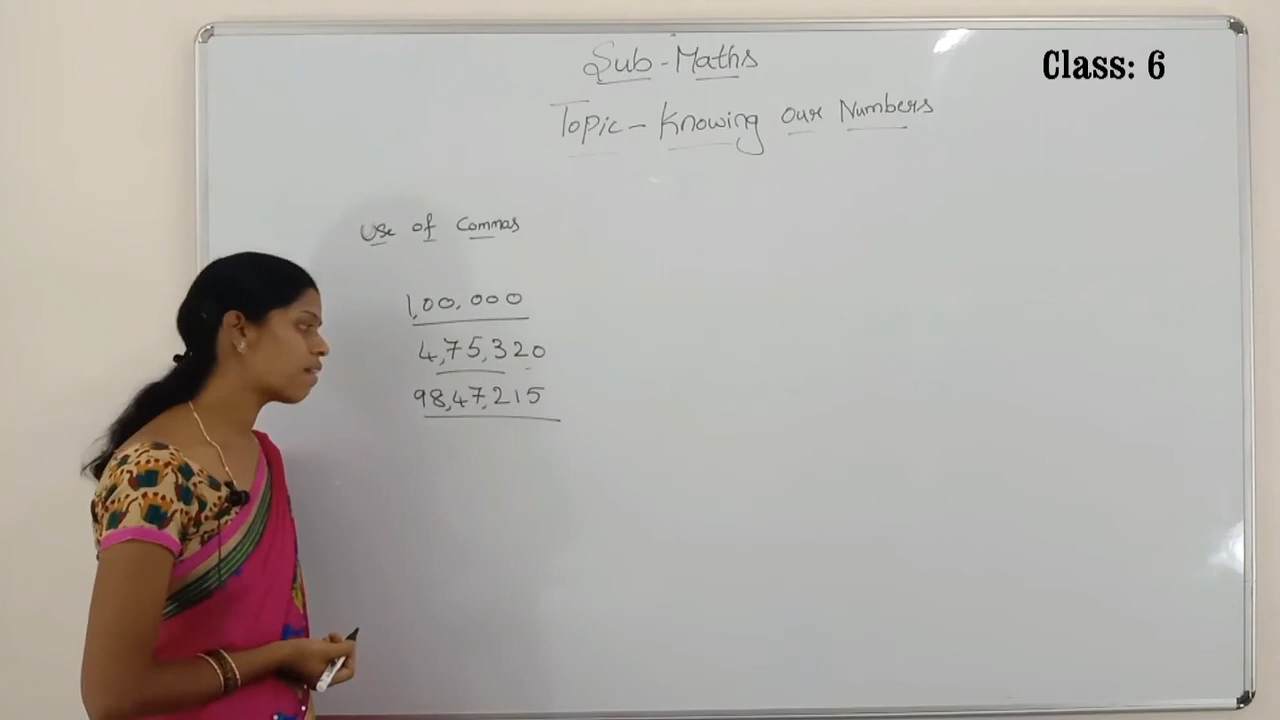 Sub - Maths
Class: 6
Topic - Knowing our Numbers
Use of Commas
1,00,000
4,75,320
98,47,215